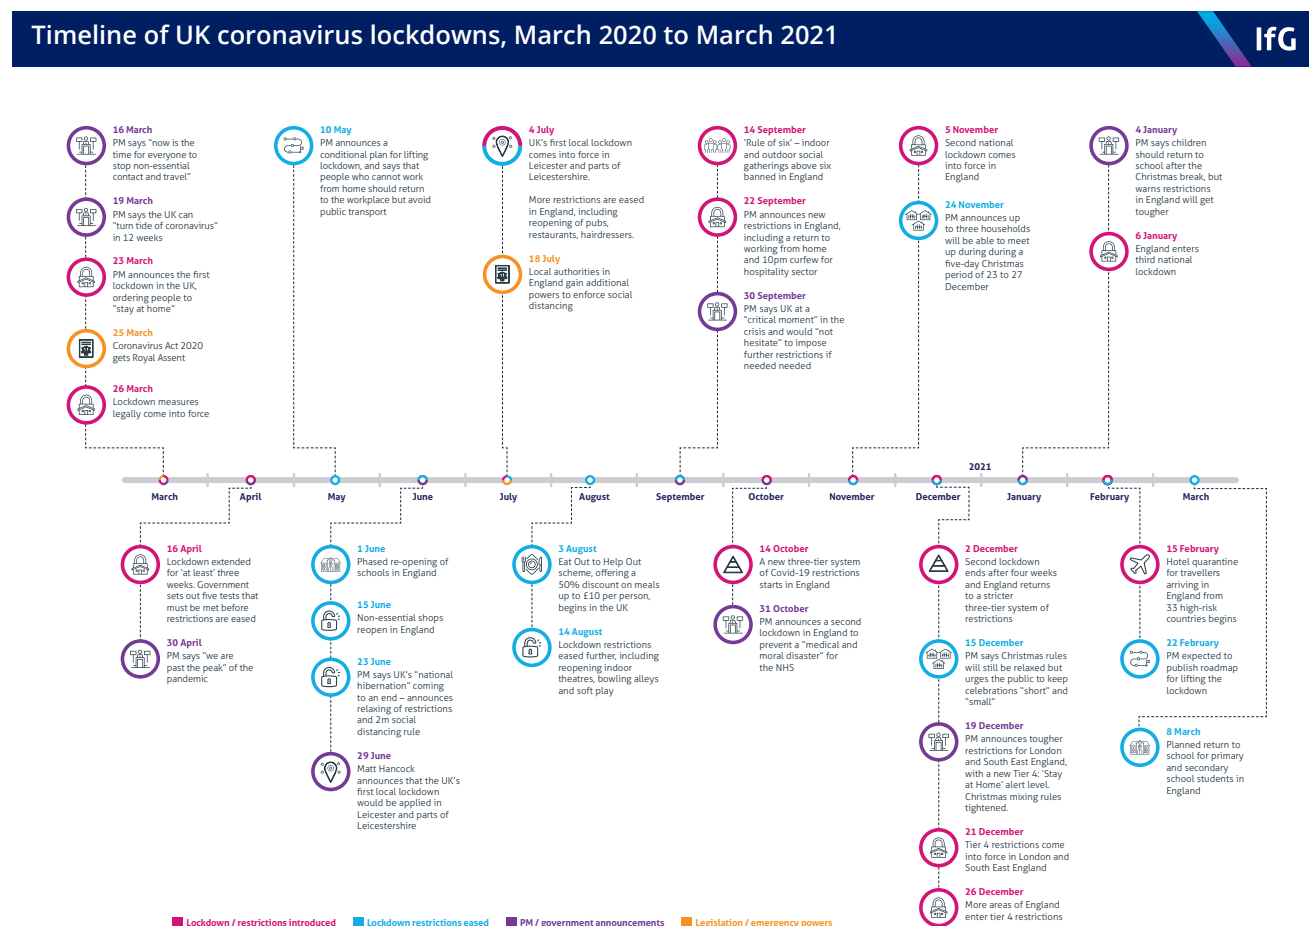 Timeline of UK coronavirus lockdowns, March 2020 to March 2021
IfG
16 March
PM says “now is the
time for everyone to
stop non-essential
contact and travel”
19 March
PM says the UK can
“turn tide of coronavirus”
in 12 weeks
23 March
PM announces the first
lockdown in the UK,
ordering people to
“stay at home”
25 March
Coronavirus Act 2020
gets Royal Assent
26 March
Lockdown measures
legally come into force
10 May
PM announces a
conditional plan for lifting
lockdown, and says that
people who cannot work
from home should return
to the workplace but avoid
public transport
4 July
UK’s first local lockdown
comes into force in
Leicester and parts of
Leicestershire.
More restrictions are eased
in England, including
reopening of pubs,
restaurants, hairdressers.
18 July
Local authorities in
England gain additional
powers to enforce social
distancing
14 September
‘Rule of six’ – indoor
and outdoor social
gatherings above six
banned in England
22 September
PM announces new
restrictions in England,
including a return to
working from home
and 10pm curfew for
hospitality sector
30 September
PM says UK at a
“critical moment” in the
crisis and would “not
hesitate” to impose
further restrictions if
needed needed
5 November
Second national
lockdown comes
into force in
England
24 November
PM announces up
to three households
will be able to meet
up during during a
five-day Christmas
period of 23 to 27
December
4 January
PM says children
should return to
school after the
Christmas break, but
warns restrictions
in England will get
tougher
6 January
England enters
third national
lockdown
2021
March
April
May
June
July
August
September
October
November
December
January
February
March
16 April
Lockdown extended
for ‘at least’ three
weeks. Government
sets out five tests that
must be met before
restrictions are eased
30 April
PM says “we are
past the peak” of the
pandemic
1 June
Phased re-opening of
schools in England
15 June
Non-essential shops
reopen in England
23 June
PM says UK’s “national
hibernation” coming
to an end – announces
relaxing of restrictions
and 2m social
distancing rule
29 June
Matt Hancock
announces that the UK’s
first local lockdown
would be applied in
Leicester and parts of
Leicestershire
3 August
Eat Out to Help Out
scheme, offering a
50% discount on meals
up to £10 per person,
begins in the UK
14 August
Lockdown restrictions
eased further, including
reopening indoor
theatres, bowling alleys
and soft play
14 October
A new three-tier system
of Covid-19 restrictions
starts in England
31 October
PM announces a second
lockdown in England to
prevent a “medical and
moral disaster” for
the NHS
2 December
Second lockdown
ends after four weeks
and England returns
to a stricter
three-tier system of
restrictions
15 December
PM says Christmas rules
will still be relaxed but
urges the public to keep
celebrations “short” and
“small”
19 December
PM announces tougher
restrictions for London
and South East England,
with a new Tier 4: ‘Stay
at Home’ alert level.
Christmas mixing rules
tightened.
21 December
Tier 4 restrictions come
into force in London and
South East England
26 December
More areas of England
enter tier 4 restrictions
15 February
Hotel quarantine
for travellers
arriving in
England from
33 high-risk
countries begins
22 February
PM expected to
publish roadmap
for lifting the
lockdown
8 March
Planned return to
school for primary
and secondary
school students in
England
Lockdown / restrictions introduced
Lockdown restrictions eased
PM / government announcements
Legislation / emergency powers